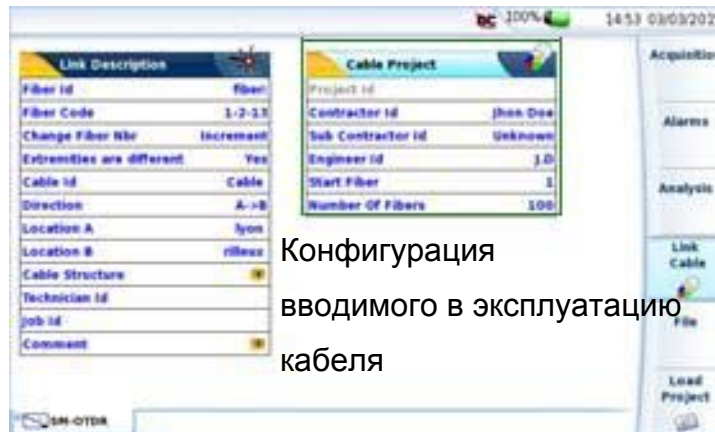 DC 100% 14:53 03/03/202
Link Description
Fiber Id fiber
Fiber Code 1-2-13
Change Fiber Nbr Increment
Extremities are different Yes
Cable Id Cable
Direction A->B
Location A lyon
Location B rilleux
Cable Structure
Technician Id
Job Id
Comment
Cable Project
Project Id
Contractor Id Jhon Doe
Sub Contractor Id Unknown
Engineer Id J.D
Start Fiber 1
Number Of Fibers 100
Конфигурация
вводимого в эксплуатацию
кабеля
Acquisitio
Alarms
Analysis
Link
Cable
File
Load
Project
SM-OTDR